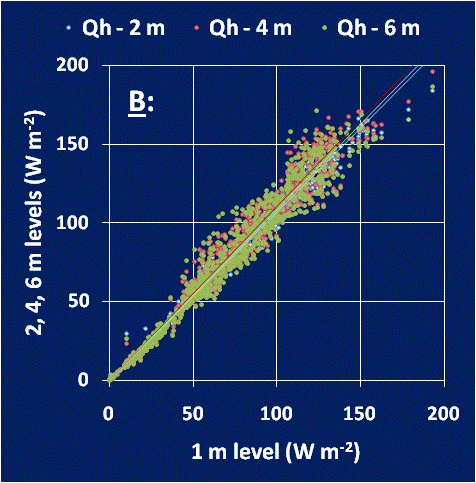 Qh - 2 m Qh - 4 m Qh - 6 m
B:
2, 4, 6 m levels (W m-2)
200
150
100
50
0
0 50 100 150 200
1 m level (W m-2)